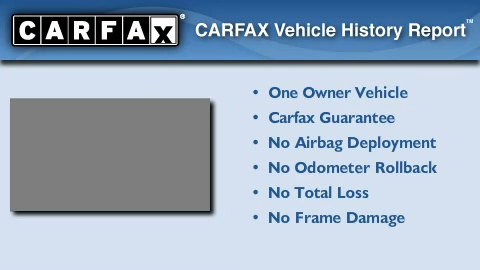 CARFAX® CARFAX Vehicle History Report™
• One Owner Vehicle
• Carfax Guarantee
• No Airbag Deployment
• No Odometer Rollback
• No Total Loss
• No Frame Damage